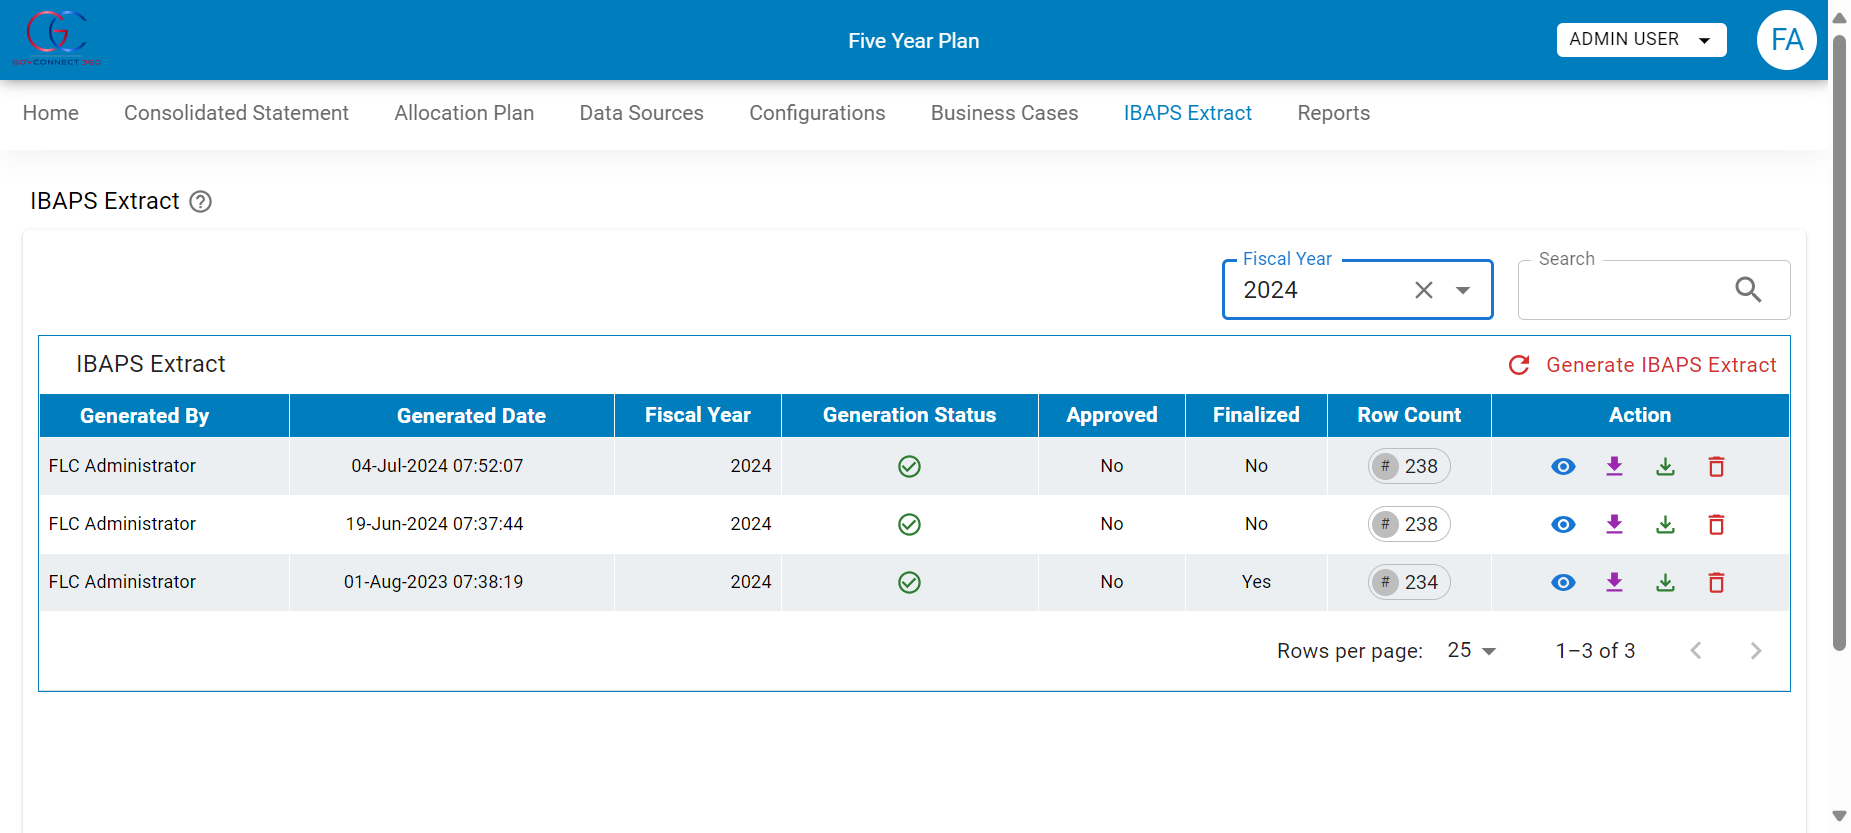 GOVCONNECT 360
Five Year Plan
ADMIN USER
FA
Home Consolidated Statement Allocation Plan Data Sources Configurations Business Cases IBAPS Extract Reports
IBAPS Extract ?
Fiscal Year
2024
Search
IBAPS Extract
Generate IBAPS Extract
Generated By Generated Date Fiscal Year Generation Status Approved Finalized Row Count Action
FLC Administrator 04-Jul-2024 07:52:07 2024 No No # 238
FLC Administrator 19-Jun-2024 07:37:44 2024 No No # 238
FLC Administrator 01-Aug-2023 07:38:19 2024 No Yes # 234
Rows per page: 25 1–3 of 3